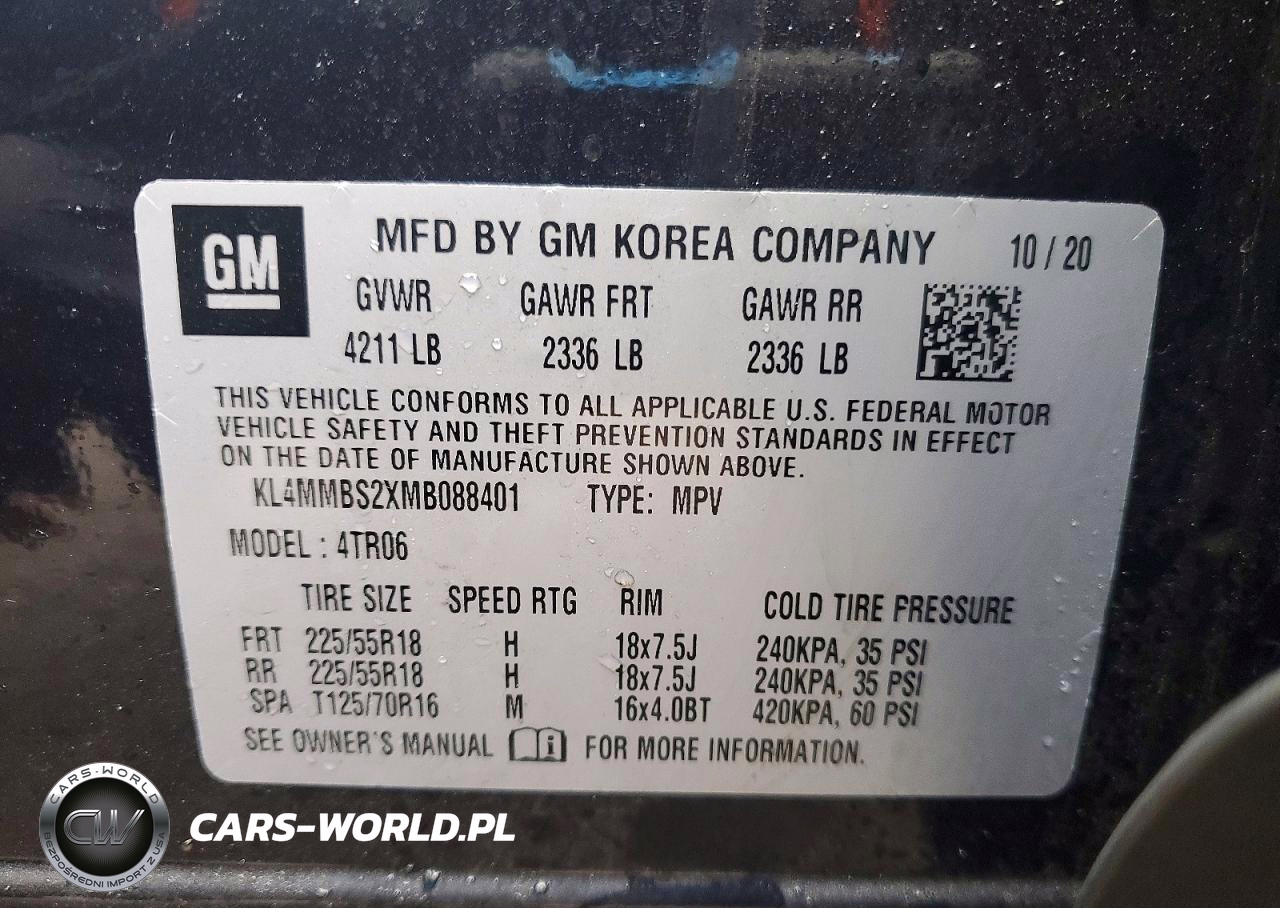 GM
MFD BY GM KOREA COMPANY 10 / 20
GVWR GAWR FRT GAWR RR
4211 LB 2336 LB 2336 LB
THIS VEHICLE CONFORMS TO ALL APPLICABLE U.S. FEDERAL MOTOR
VEHICLE SAFETY AND THEFT PREVENTION STANDARDS IN EFFECT
ON THE DATE OF MANUFACTURE SHOWN ABOVE.
KL4MMBS2XMB088401 TYPE: MPV
MODEL : 4TR06
TIRE SIZE SPEED RTG RIM COLD TIRE PRESSURE
FRT 225/55R18 H 18x7.5J 240KPA, 35 PSI
RR 225/55R18 H 18x7.5J 240KPA, 35 PSI
SPA T125/70R16 M 16x4.0BT 420KPA, 60 PSI
SEE OWNER'S MANUAL i FOR MORE INFORMATION.
CARS-WORLD
CW
BEZPOŚREDNI IMPORT Z USA
CARS-WORLD.PL